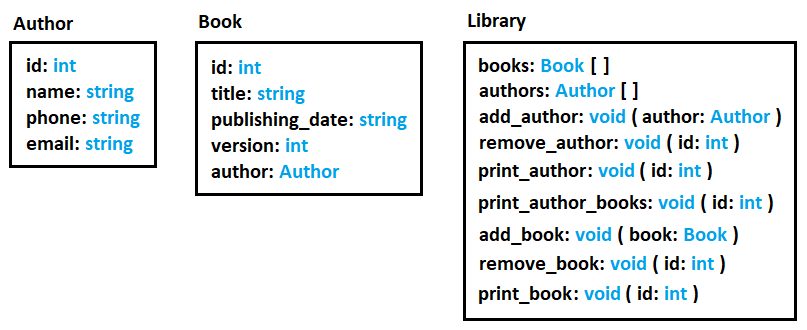 Author
id: int
name: string
phone: string
email: string
Book
id: int
title: string
publishing_date: string
version: int
author: Author
Library
books: Book [ ]
authors: Author [ ]
add_author: void ( author: Author )
remove_author: void ( id: int )
print_author: void ( id: int )
print_author_books: void ( id: int )
add_book: void ( book: Book )
remove_book: void ( id: int )
print_book: void ( id: int )